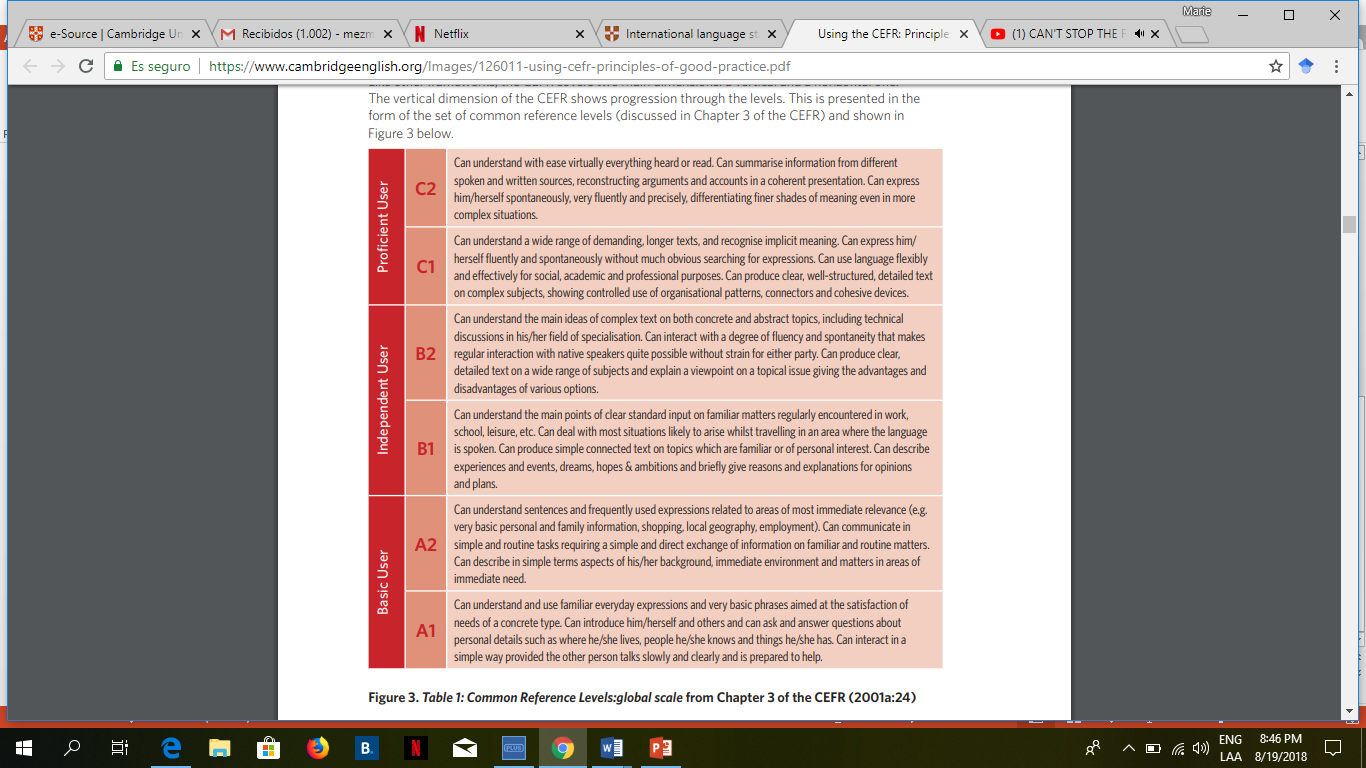 Marie
e-Source | Cambridge Un
Recibidos (1.002) - mezm
Netflix
International language st
Using the CEFR: Principle
(1) CAN'T STOP THE F
Es seguro
https://www.cambridgeenglish.org/Images/126011-using-cefr-principles-of-good-practice.pdf
The vertical dimension of the CEFR shows progression through the levels. This is presented in the
form of the set of common reference levels (discussed in Chapter 3 of the CEFR) and shown in
Figure 3 below.
Proficient User
C2
Can understand with ease virtually everything heard or read. Can summarise information from different
spoken and written sources, reconstructing arguments and accounts in a coherent presentation. Can express
him/herself spontaneously, very fluently and precisely, differentiating finer shades of meaning even in more
complex situations.
C1
Can understand a wide range of demanding, longer texts, and recognise implicit meaning. Can express him/
herself fluently and spontaneously without much obvious searching for expressions. Can use language flexibly
and effectively for social, academic and professional purposes. Can produce clear, well-structured, detailed text
on complex subjects, showing controlled use of organisational patterns, connectors and cohesive devices.
Independent User
B2
Can understand the main ideas of complex text on both concrete and abstract topics, including technical
discussions in his/her field of specialisation. Can interact with a degree of fluency and spontaneity that makes
regular interaction with native speakers quite possible without strain for either party. Can produce clear,
detailed text on a wide range of subjects and explain a viewpoint on a topical issue giving the advantages and
disadvantages of various options.
B1
Can understand the main points of clear standard input on familiar matters regularly encountered in work,
school, leisure, etc. Can deal with most situations likely to arise whilst travelling in an area where the language
is spoken. Can produce simple connected text on topics which are familiar or of personal interest. Can describe
experiences and events, dreams, hopes & ambitions and briefly give reasons and explanations for opinions
and plans.
Basic User
A2
Can understand sentences and frequently used expressions related to areas of most immediate relevance (e.g.
very basic personal and family information, shopping, local geography, employment). Can communicate in
simple and routine tasks requiring a simple and direct exchange of information on familiar and routine matters.
Can describe in simple terms aspects of his/her background, immediate environment and matters in areas of
immediate need.
A1
Can understand and use familiar everyday expressions and very basic phrases aimed at the satisfaction of
needs of a concrete type. Can introduce him/herself and others and can ask and answer questions about
personal details such as where he/she lives, people he/she knows and things he/she has. Can interact in a
simple way provided the other person talks slowly and clearly and is prepared to help.
Figure 3. Table 1: Common Reference Levels:global scale from Chapter 3 of the CEFR (2001a:24)
B.
PLUS
ENG
LAA
8:46 PM
8/19/2018